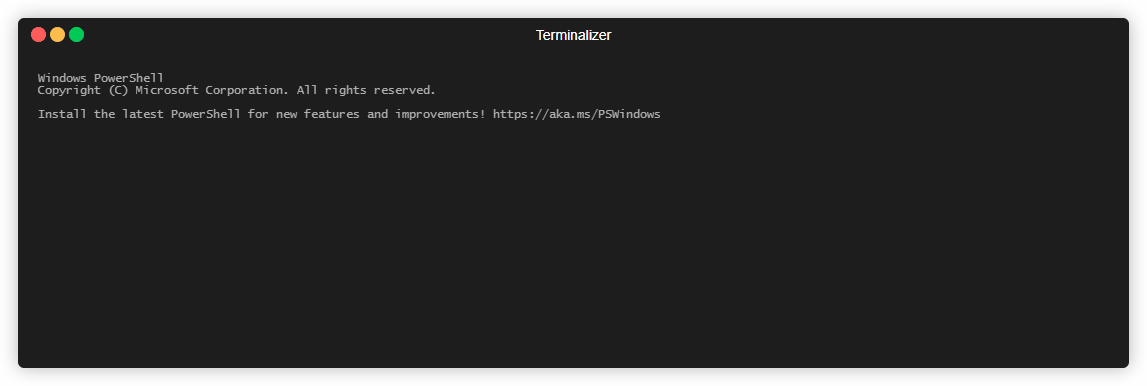 Terminalizer
Windows PowerShell
Copyright (C) Microsoft Corporation. All rights reserved.
Install the latest PowerShell for new features and improvements! https://aka.ms/PSWindows